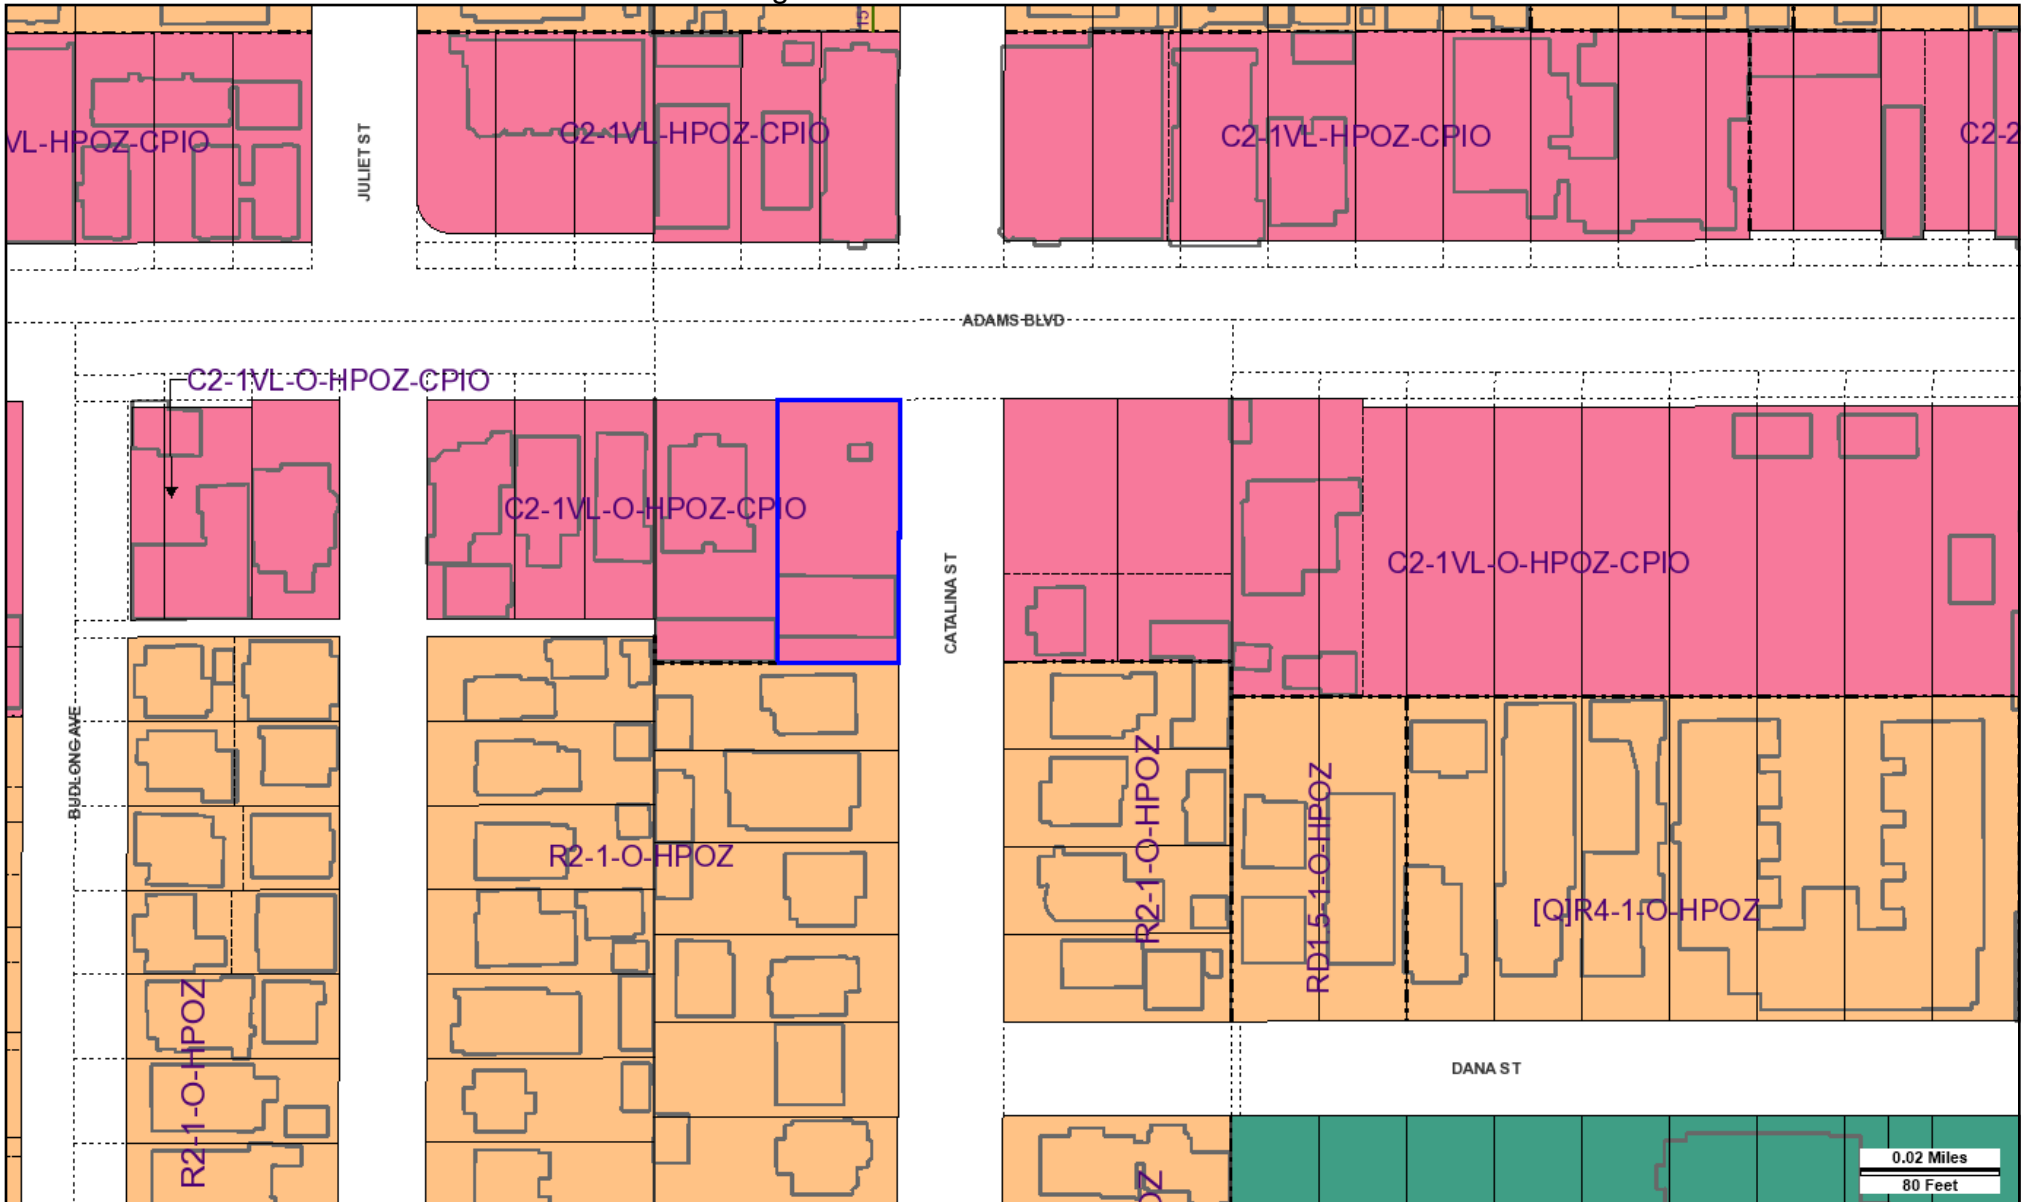 15
VL-HPOZ-CPIO
JULIET ST
C2-1VL-HPOZ-CPIO
C2-1VL-HPOZ-CPIO
C2-2
ADAMS BLVD
C2-1VL-O-HPOZ-CPIO
C2-1VL-O-HPOZ-CPIO
CATALINA ST
C2-1VL-O-HPOZ-CPIO
BUDLONG AVE
R2-1-O-HPOZ
R2-1-O-HPOZ
RD1.5-1-O-HPOZ
[Q]R4-1-O-HPOZ
R2-1-O-HPOZ
DANA ST
OZ
0.02 Miles
80 Feet